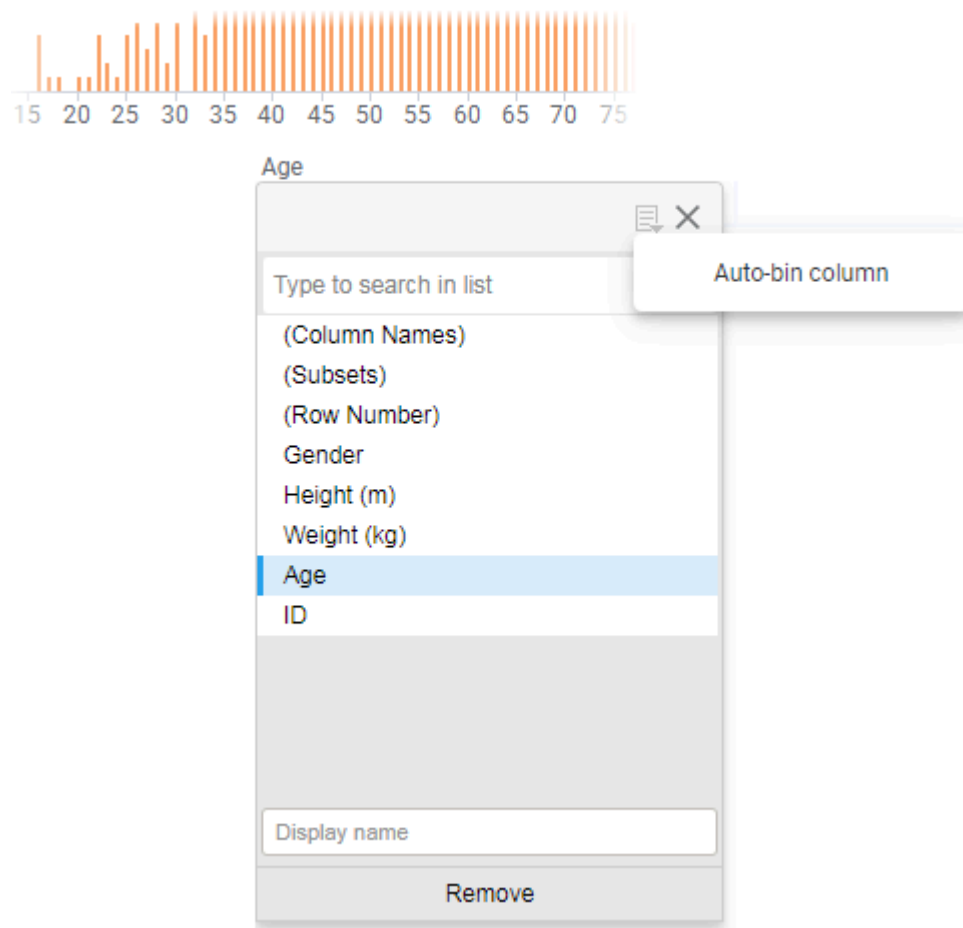 15 20 25 30 35 40 45 50 55 60 65 70 75
Age
Auto-bin column
Type to search in list
(Column Names)
(Subsets)
(Row Number)
Gender
Height (m)
Weight (kg)
Age
ID
Display name
Remove